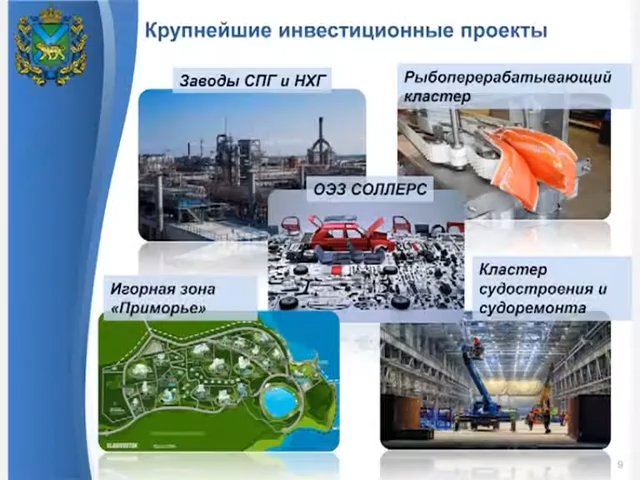 Крупнейшие инвестиционные проекты
Заводы СПГ и НХГ
Рыбоперерабатывающий
кластер
ОЭЗ СОЛЛЕРС
Игорная зона
«Приморье»
Кластер
судостроения и
судоремонта
9